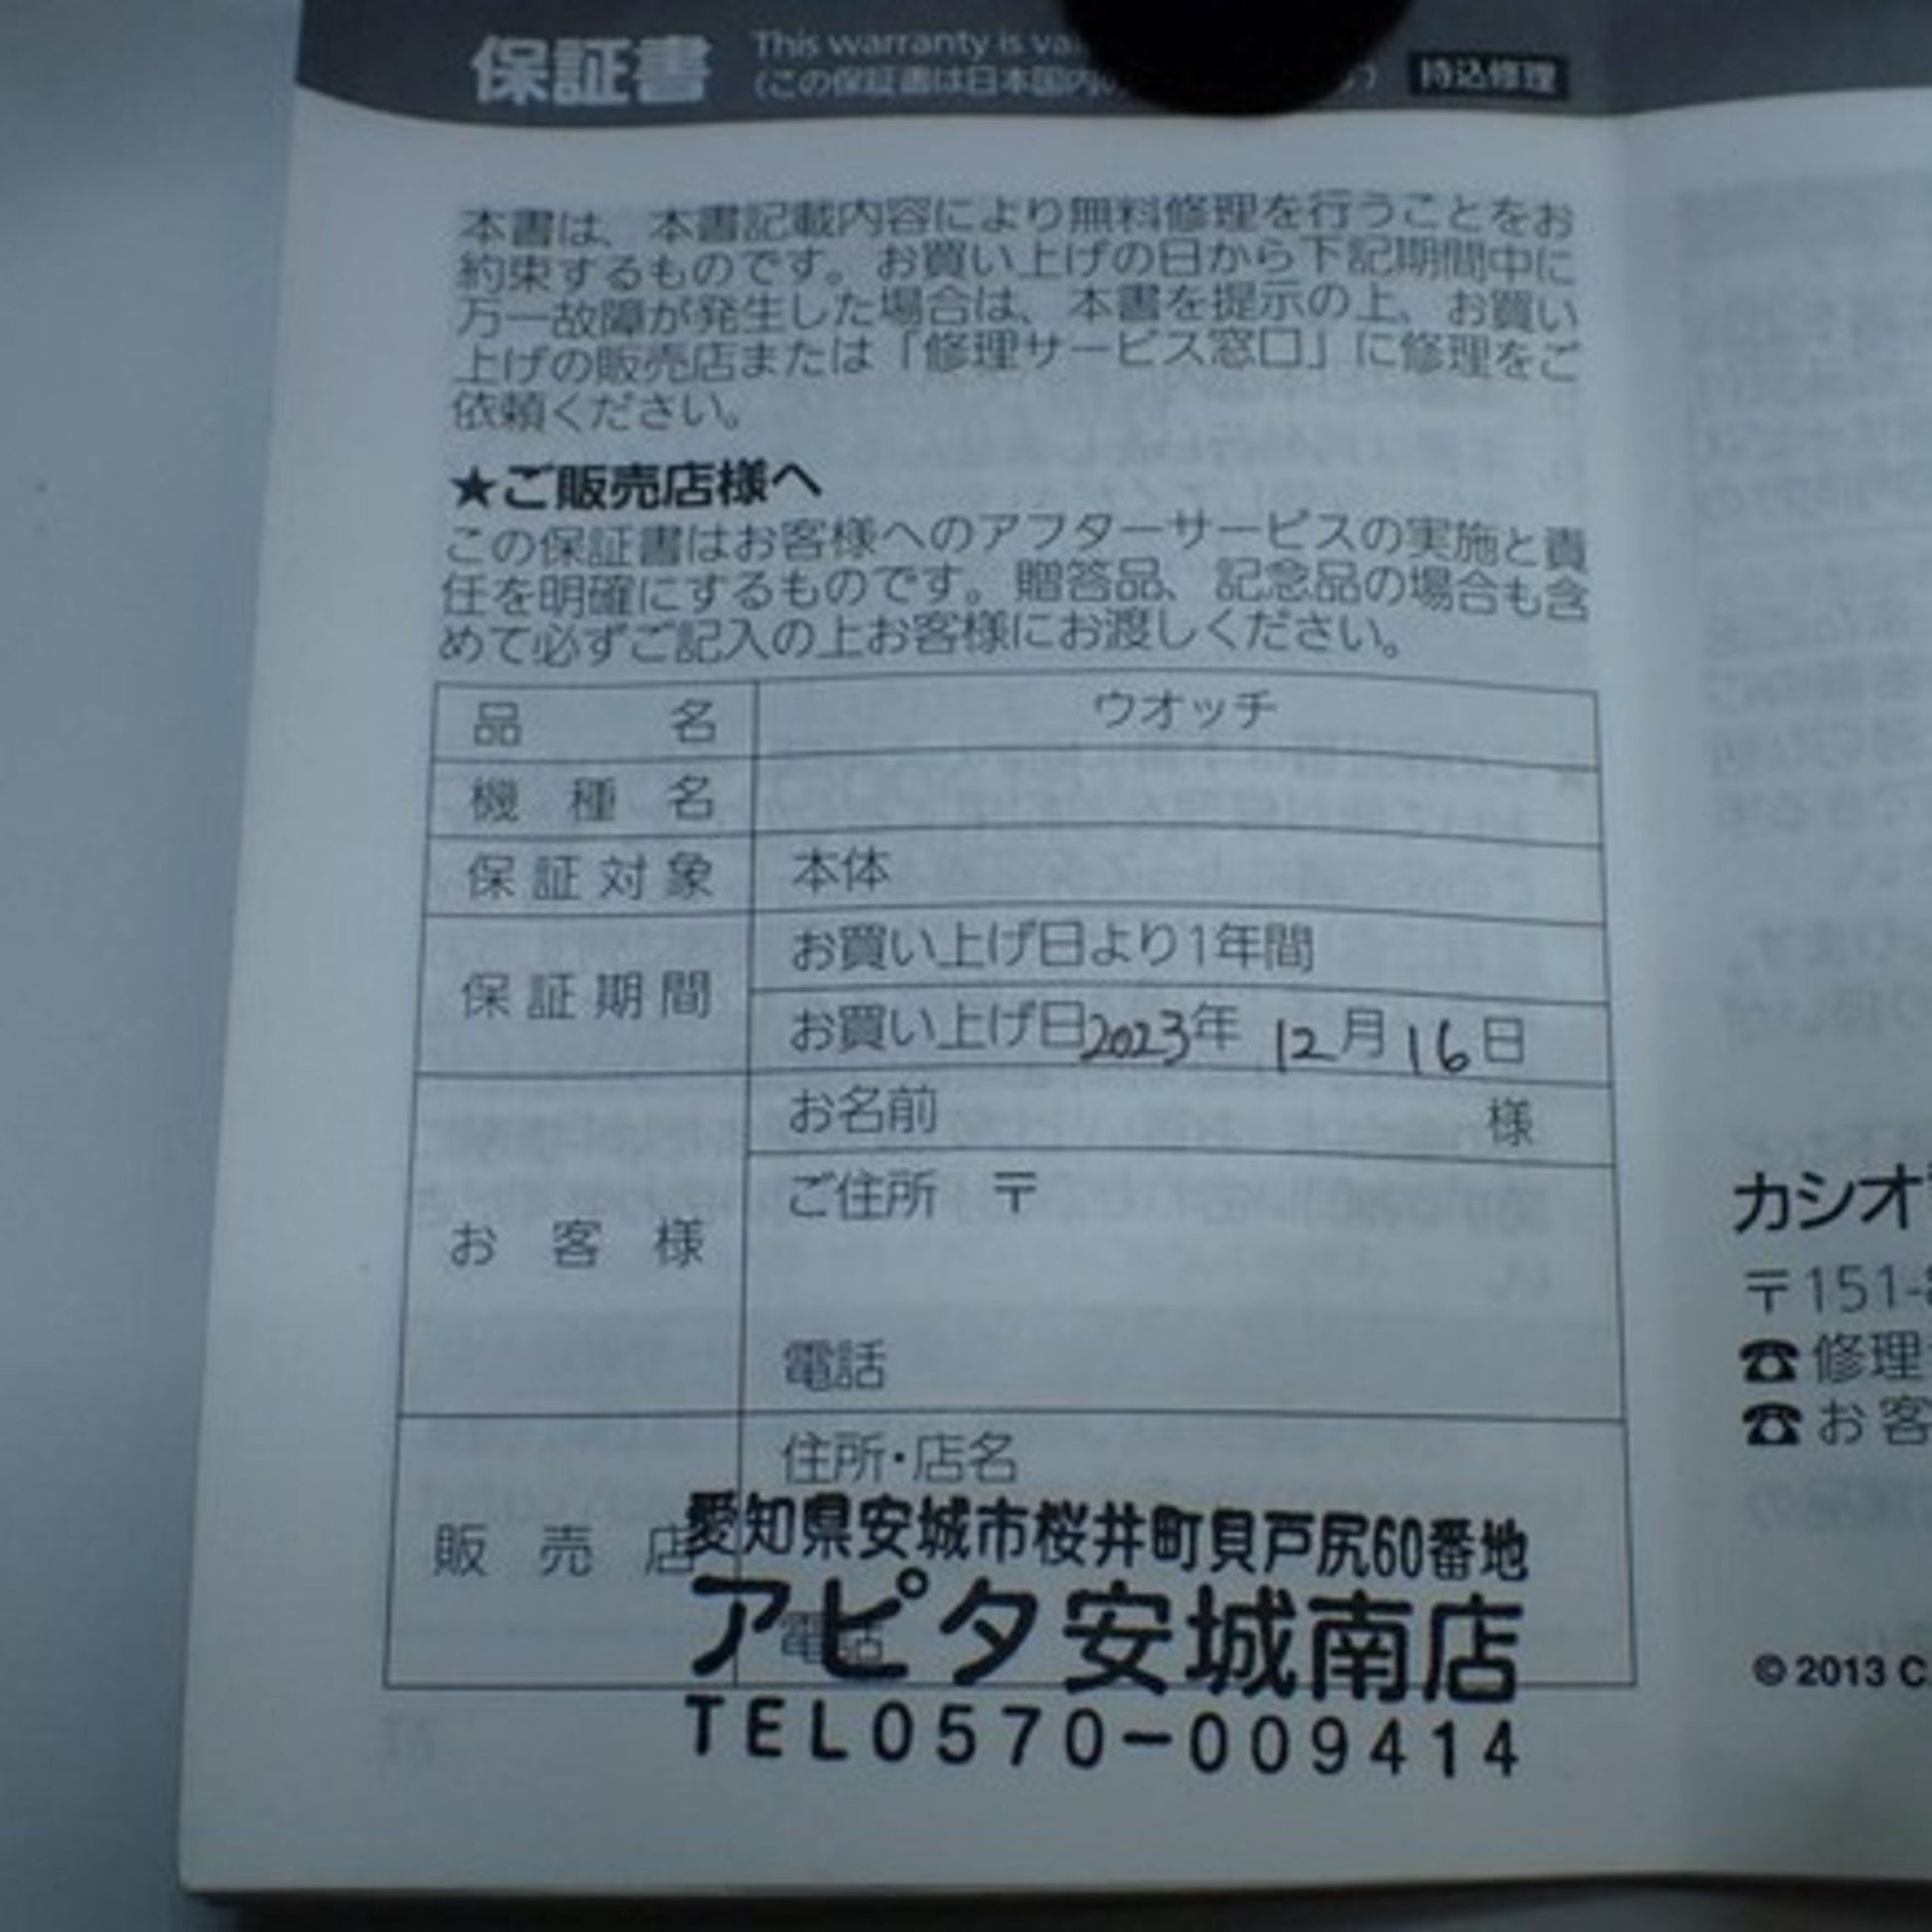 保証書
This warranty is
(この保証書は日本国内の
持込修理
本書は、本書記載内容により無料修理を行うことをお
約束するものです。お買い上げの日から下記期間中に
万一故障が発生した場合は、本書を提示の上、お買い
上げの販売店または「修理サービス窓口」に修理をご
依頼ください。
★ご販売店様へ
この保証書はお客様へのアフターサービスの実施と責
任を明確にするものです。贈答品、記念品の場合も含
めて必ずご記入の上お客様にお渡しください。
品名 ウオッチ
機種名
保証対象 本体
保証期間 お買い上げ日より1年間
お買い上げ日2023年 12月16日
お客様 お名前 様
ご住所 〒
電話
販売店 住所・店名
愛知県安城市桜井町貝戸尻60番地
電話
アピタ安城南店
TEL0570-009414
カシオ
〒151-8
修理
お客
© 2013 C